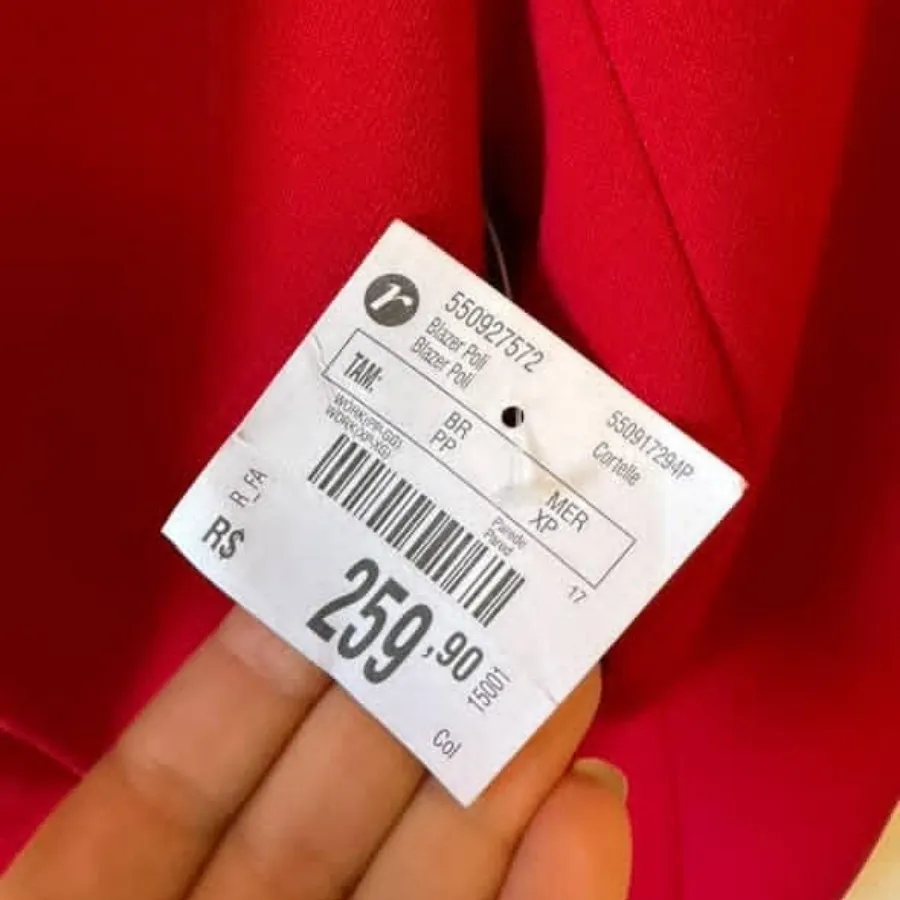 r
550927572
Blazer Poli
Blazer Poli
550917294P
Cortelle
TAM:
BR
PP
MER
XP
WORK(PP-GG)
WORK(XP-XG)
Parede
Pared
17
R_FA
R$ 259,90
15001
Col